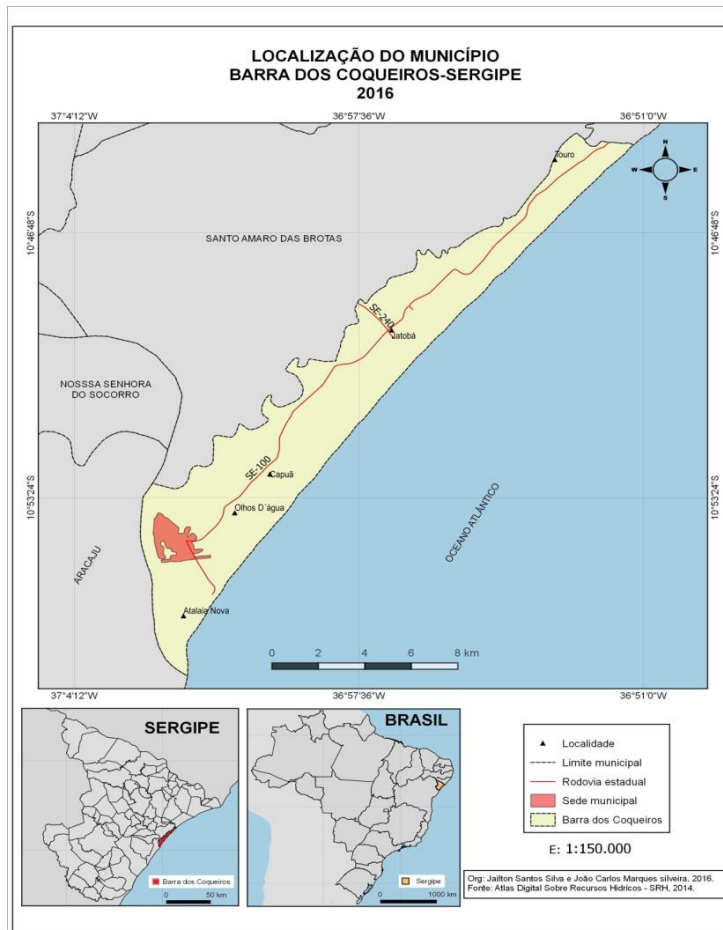 LOCALIZAÇÃO DO MUNICÍPIO
BARRA DOS COQUEIROS-SERGIPE
2016
37°4'12"W
36°57'36"W
36°51'0"W
Touro
N
W
E
S
10°46'48"S
10°46'48"S
SANTO AMARO DAS BROTAS
SE-240
Jatobá
NOSSSA SENHORA
DO SOCORRO
SE-100
Capuã
10°53'24"S
10°53'24"S
Olhos D´água
OCEANO ATLÂNTICO
ARACAJU
Atalaia Nova
0 2 4 6 8 km
37°4'12"W
36°57'36"W
36°51'0"W
SERGIPE
Barra dos Coqueiros
0 50 km
BRASIL
Sergipe
0 1000 km
Localidade
Limite municipal
Rodovia estadual
Sede municipal
Barra dos Coqueiros
E: 1:150.000
Org: Jailton Santos Silva e João Carlos Marques silveira, 2016.
Fonte: Atlas Digital Sobre Recursos Hídricos - SRH, 2014.